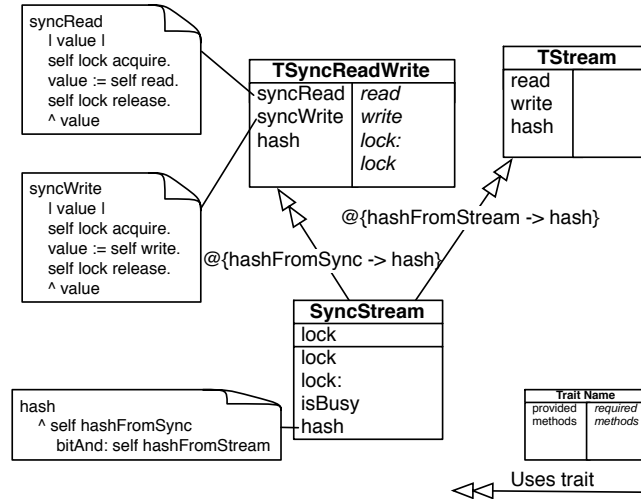 syncRead
| value |
self lock acquire.
value := self read.
self lock release.
^ value
syncWrite
| value |
self lock acquire.
value := self write.
self lock release.
^ value
TSyncReadWrite
syncRead
syncWrite
hash
read
write
lock:
lock
TStream
read
write
hash
@{hashFromStream -> hash}
@{hashFromSync -> hash}
SyncStream
lock
lock
lock:
isBusy
hash
hash
^ self hashFromSync
bitAnd: self hashFromStream
Trait Name
provided
methods
required
methods
Uses trait